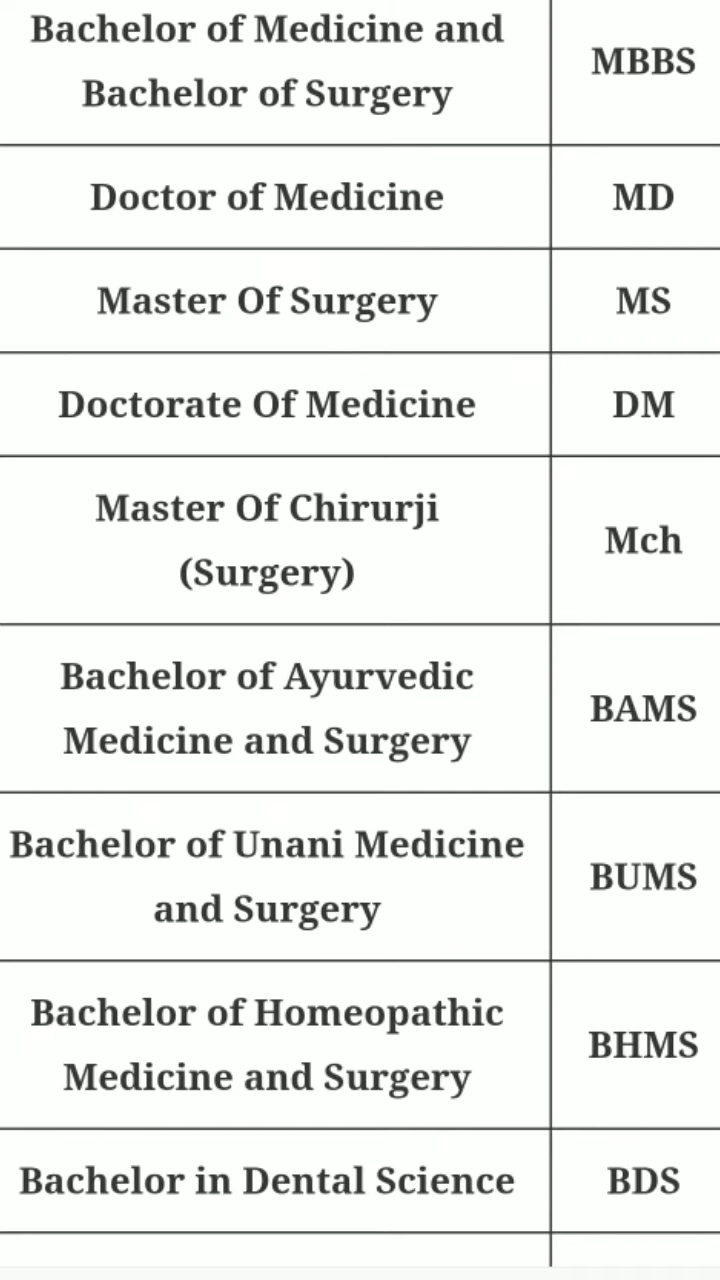 Bachelor of Medicine and
Bachelor of Surgery
MBBS
Doctor of Medicine
MD
Master Of Surgery
MS
Doctorate Of Medicine
DM
Master Of Chirurji
(Surgery)
Mch
Bachelor of Ayurvedic
Medicine and Surgery
BAMS
Bachelor of Unani Medicine
and Surgery
BUMS
Bachelor of Homeopathic
Medicine and Surgery
BHMS
Bachelor in Dental Science
BDS